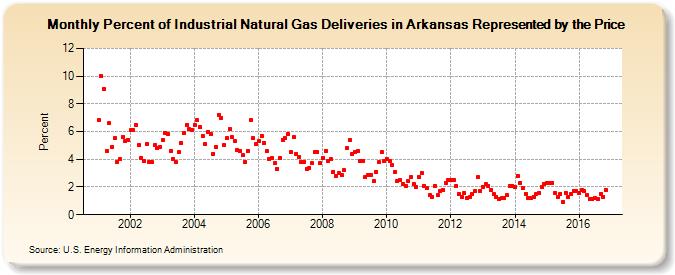 Monthly Percent of Industrial Natural Gas Deliveries in Arkansas Represented by the Price
Percent
12
10
8
6
4
2
0
2002 2004 2006 2008 2010 2012 2014 2016
Source: U.S. Energy Information Administration